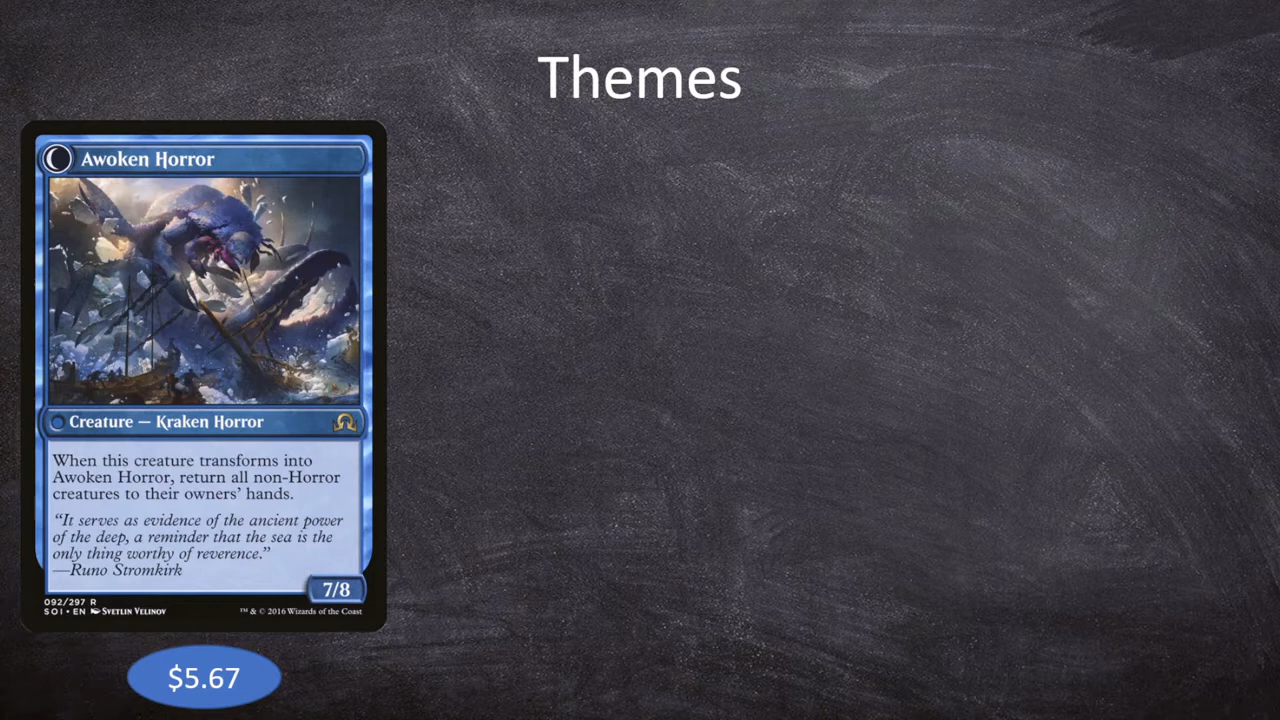 Themes
Awoken Horror
Creature — Kraken Horror
When this creature transforms into
Awoken Horror, return all non-Horror
creatures to their owners' hands.
"It serves as evidence of the ancient power
of the deep, a reminder that the sea is the
only thing worthy of reverence."
—Runo Stromkirk
7/8
092/297 R
SOI • EN Svetlin Velinov
™ & © 2016 Wizards of the Coast
$5.67